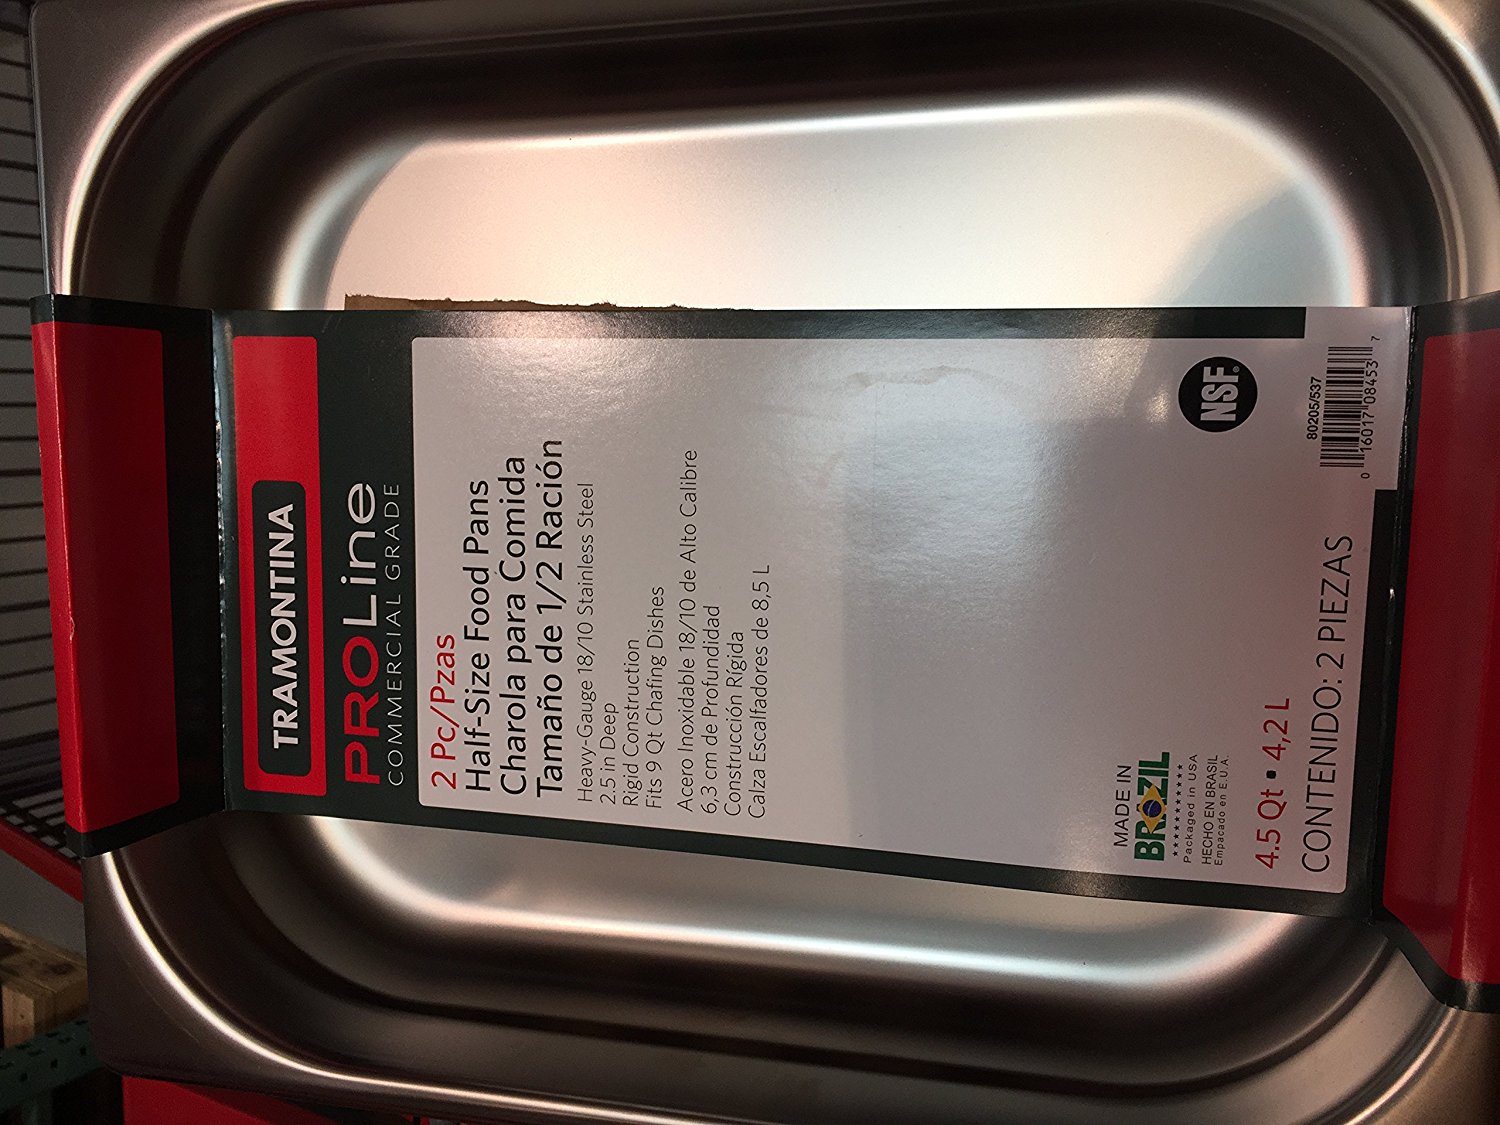 TRAMONTINA
PROLine
COMMERCIAL GRADE
2 Pc/Pzas
Half-Size Food Pans
Charola para Comida
Tamaño de 1/2 Ración
Heavy-Gauge 18/10 Stainless Steel
2.5 in Deep
Rigid Construction
Fits 9 Qt Chafing Dishes
Acero Inoxidable 18/10 de Alto Calibre
6,3 cm de Profundidad
Construcción Rígida
Calza Escalfadores de 8,5 L
NSF®
MADE IN
BRAZIL
Packaged in USA
HECHO EN BRASIL
Empacado en E.U.A.
4.5 Qt • 4,2 L
CONTENIDO: 2 PIEZAS
80205/537
0 16017 08453 7